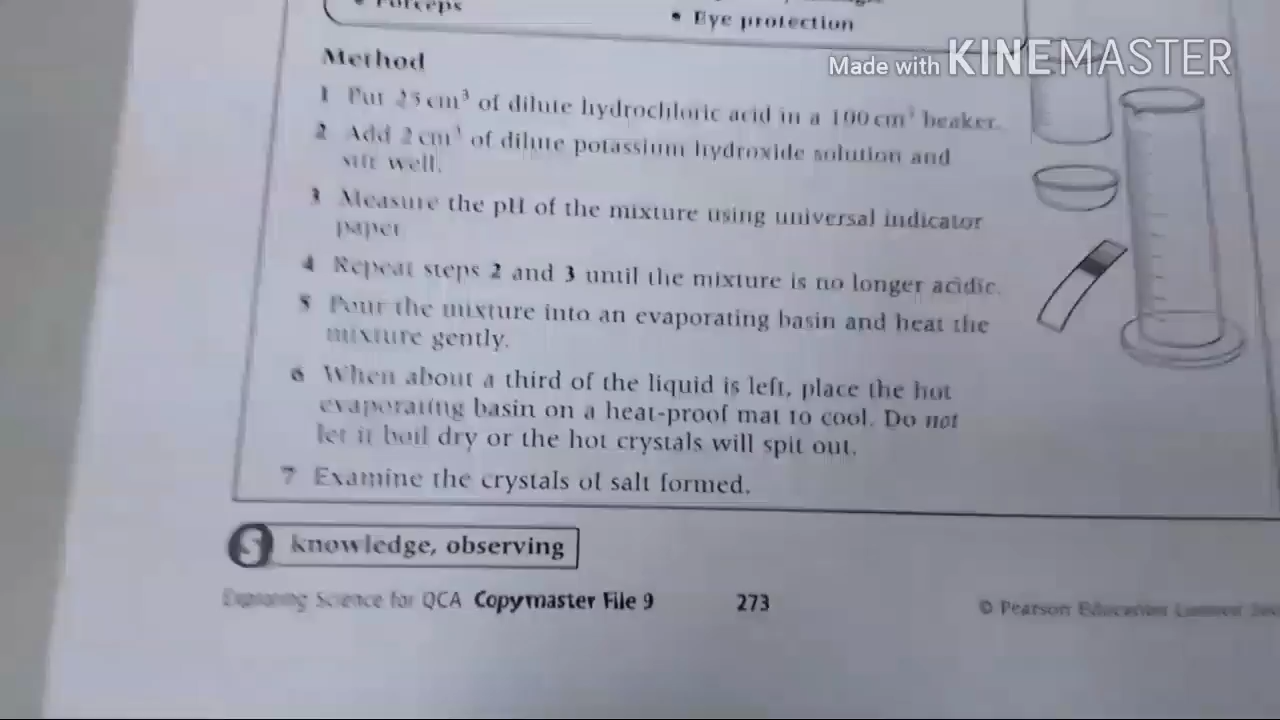 • Forceps
• Eye protection
Made with KINEMASTER
Method
1 Put 25 cm³ of dilute hydrochloric acid in a 100 cm³ beaker.
2 Add 2 cm³ of dilute potassium hydroxide solution and
stir well.
3 Measure the pH of the mixture using universal indicator
paper
4 Repeat steps 2 and 3 until the mixture is no longer acidic.
5 Pour the mixture into an evaporating basin and heat the
mixture gently.
6 When about a third of the liquid is left, place the hot
evaporating basin on a heat-proof mat to cool. Do not
let it boil dry or the hot crystals will spit out.
7 Examine the crystals of salt formed.
S knowledge, observing
Exploring Science for QCA Copymaster File 9 273 © Pearson Education Limited